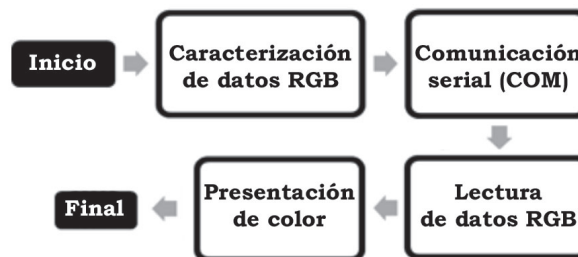 Inicio
Caracterización
de datos RGB
Comunicación
serial (COM)
Lectura
de datos RGB
Presentación
de color
Final